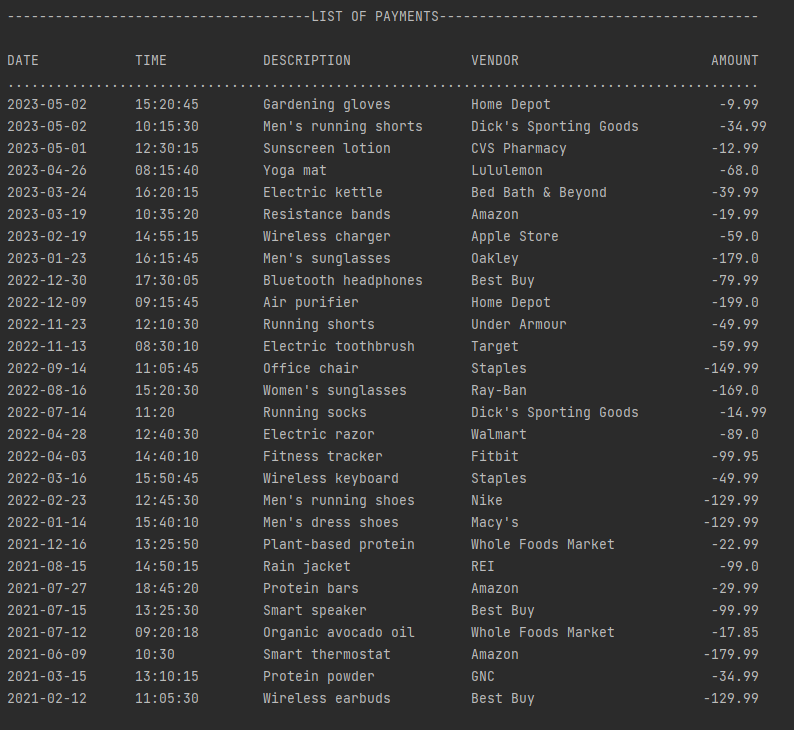 --------------------------------------LIST OF PAYMENTS----------------------------------------
DATE            TIME            DESCRIPTION               VENDOR                        AMOUNT
..............................................................................................
2023-05-02      15:20:45        Gardening gloves          Home Depot                     -9.99
2023-05-02      10:15:30        Men's running shorts      Dick's Sporting Goods          -34.99
2023-05-01      12:30:15        Sunscreen lotion          CVS Pharmacy                  -12.99
2023-04-26      08:15:40        Yoga mat                  Lululemon                      -68.0
2023-03-24      16:20:15        Electric kettle           Bed Bath & Beyond             -39.99
2023-03-19      10:35:20        Resistance bands          Amazon                        -19.99
2023-02-19      14:55:15        Wireless charger          Apple Store                    -59.0
2023-01-23      16:15:45        Men's sunglasses          Oakley                        -179.0
2022-12-30      17:30:05        Bluetooth headphones      Best Buy                      -79.99
2022-12-09      09:15:45        Air purifier              Home Depot                    -199.0
2022-11-23      12:10:30        Running shorts            Under Armour                  -49.99
2022-11-13      08:30:10        Electric toothbrush       Target                        -59.99
2022-09-14      11:05:45        Office chair              Staples                      -149.99
2022-08-16      15:20:30        Women's sunglasses        Ray-Ban                       -169.0
2022-07-14      11:20           Running socks             Dick's Sporting Goods          -14.99
2022-04-28      12:40:30        Electric razor            Walmart                        -89.0
2022-04-03      14:40:10        Fitness tracker           Fitbit                        -99.95
2022-03-16      15:50:45        Wireless keyboard         Staples                       -49.99
2022-02-23      12:45:30        Men's running shoes       Nike                         -129.99
2022-01-14      15:40:10        Men's dress shoes         Macy's                       -129.99
2021-12-16      13:25:50        Plant-based protein       Whole Foods Market            -22.99
2021-08-15      14:50:15        Rain jacket               REI                            -99.0
2021-07-27      18:45:20        Protein bars              Amazon                        -29.99
2021-07-15      13:25:30        Smart speaker             Best Buy                      -99.99
2021-07-12      09:20:18        Organic avocado oil       Whole Foods Market            -17.85
2021-06-09      10:30           Smart thermostat          Amazon                       -179.99
2021-03-15      13:10:15        Protein powder            GNC                           -34.99
2021-02-12      11:05:30        Wireless earbuds          Best Buy                     -129.99